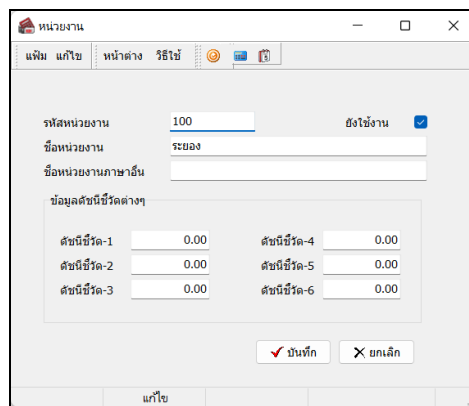 หน่วยงาน
แฟ้ม แก้ไข หน้าต่าง วิธีใช้
รหัสหน่วยงาน 100 ยังใช้งาน
ชื่อหน่วยงาน ระยอง
ชื่อหน่วยงานภาษาอื่น
ข้อมูลดัชนีชี้วัดต่างๆ
ดัชนีชี้วัด-1 0.00 ดัชนีชี้วัด-4 0.00
ดัชนีชี้วัด-2 0.00 ดัชนีชี้วัด-5 0.00
ดัชนีชี้วัด-3 0.00 ดัชนีชี้วัด-6 0.00
บันทึก ยกเลิก
แก้ไข